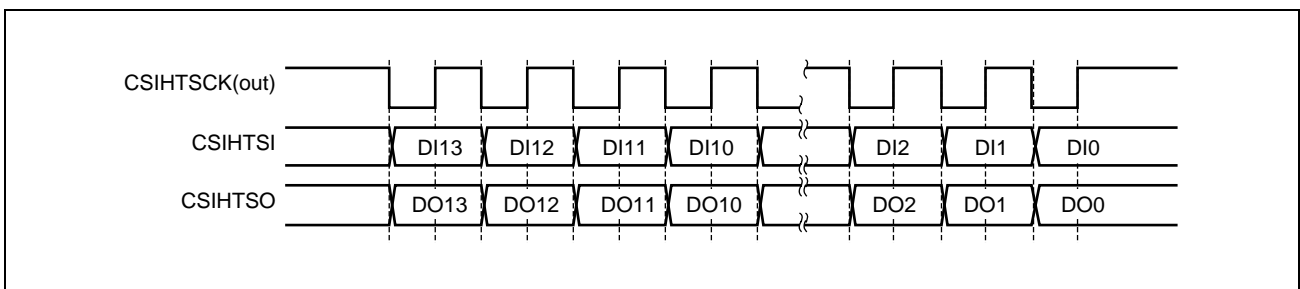 CSIHTSCK(out)
CSIHTSI
DI13 DI12 DI11 DI10 DI2 DI1 DI0
CSIHTSO
DO13 DO12 DO11 DO10 DO2 DO1 DO0